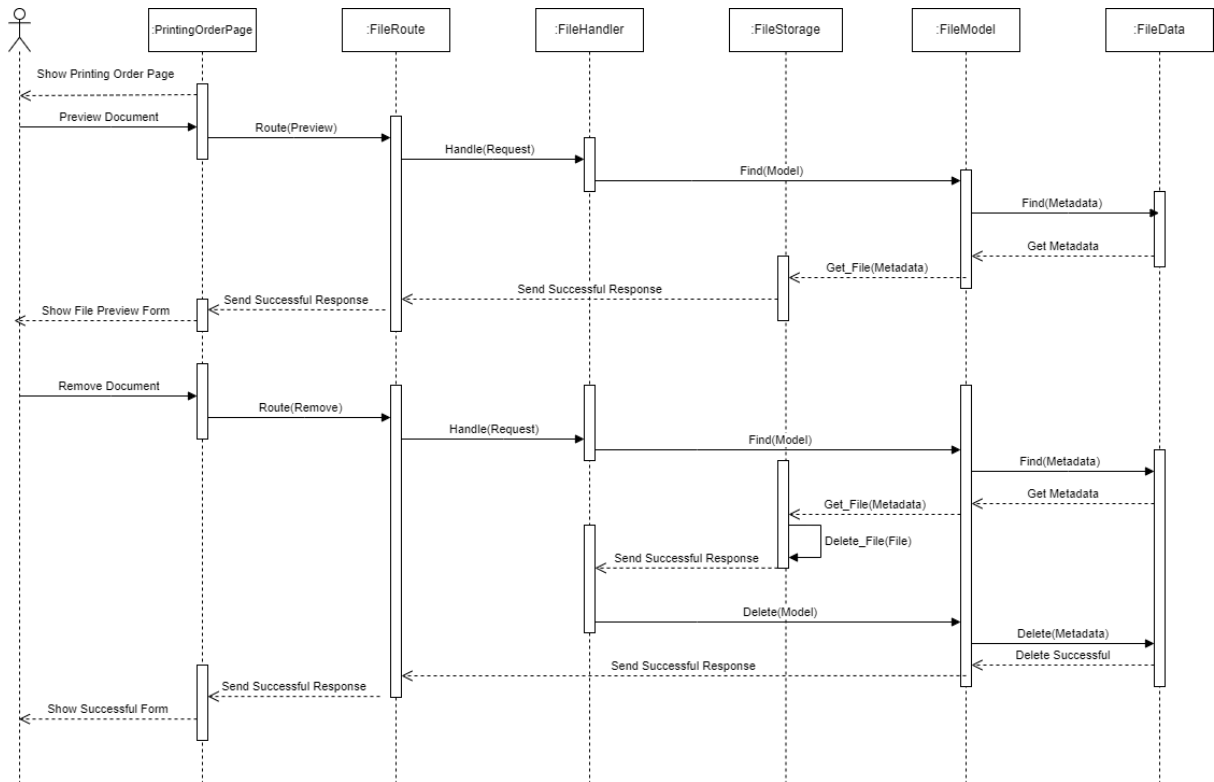 :PrintingOrderPage
:FileRoute
:FileHandler
:FileStorage
:FileModel
:FileData
Show Printing Order Page
Preview Document
Route(Preview)
Handle(Request)
Find(Model)
Find(Metadata)
Get Metadata
Get_File(Metadata)
Send Successful Response
Send Successful Response
Show File Preview Form
Remove Document
Route(Remove)
Handle(Request)
Find(Model)
Find(Metadata)
Get Metadata
Get_File(Metadata)
Delete_File(File)
Send Successful Response
Delete(Model)
Delete(Metadata)
Delete Successful
Send Successful Response
Send Successful Response
Show Successful Form